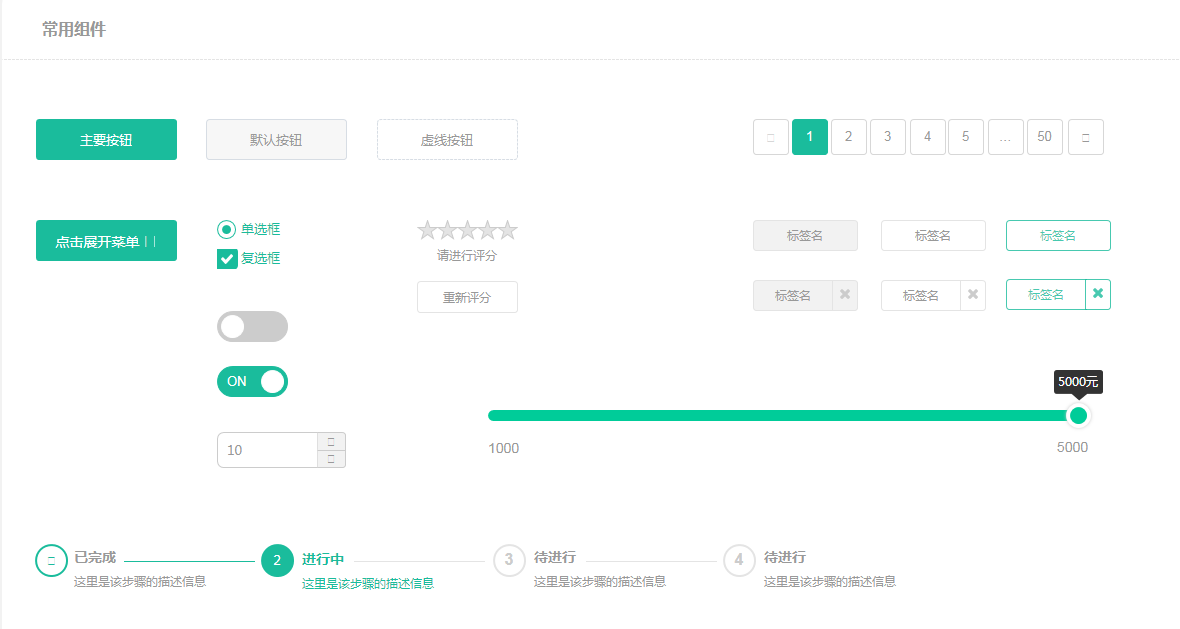 常用组件
主要按钮
默认按钮
虚线按钮
1
2
3
4
5
...
50
点击展开菜单
单选框
复选框
请进行评分
重新评分
标签名
标签名
标签名
标签名
标签名
标签名
ON
10
5000元
1000
5000
已完成
这里是该步骤的描述信息
2
进行中
这里是该步骤的描述信息
3
待进行
这里是该步骤的描述信息
4
待进行
这里是该步骤的描述信息